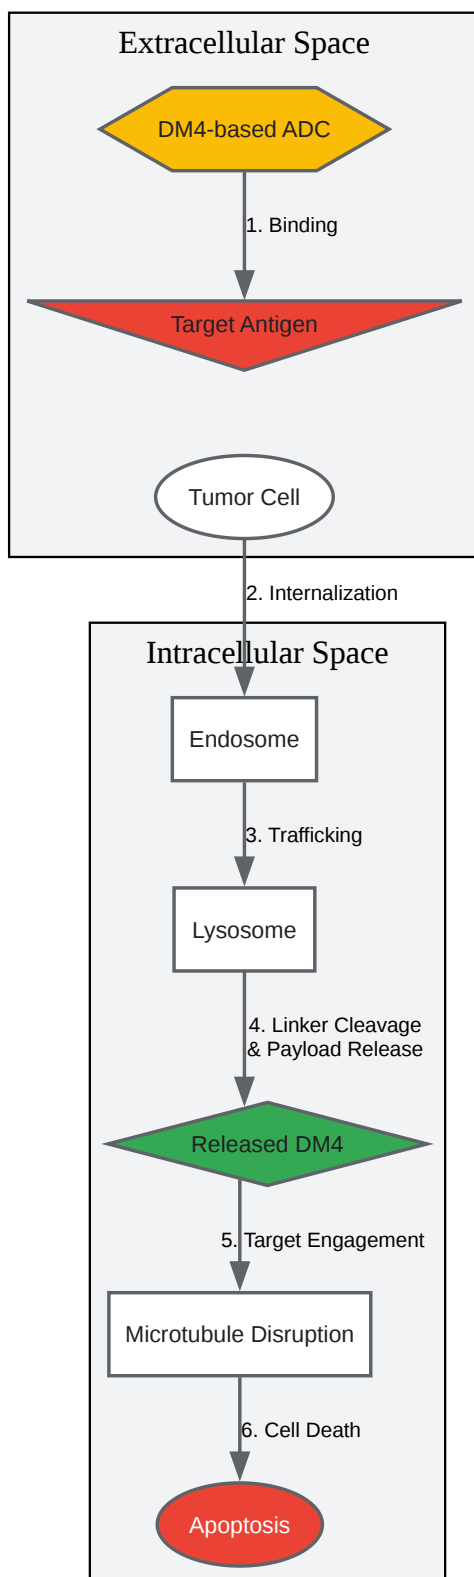 Extracellular Space
DM4-based ADC
1. Binding
Target Antigen
Tumor Cell
2. Internalization
Intracellular Space
Endosome
3. Trafficking
Lysosome
4. Linker Cleavage
& Payload Release
Released DM4
5. Target Engagement
Microtubule Disruption
6. Cell Death
Apoptosis